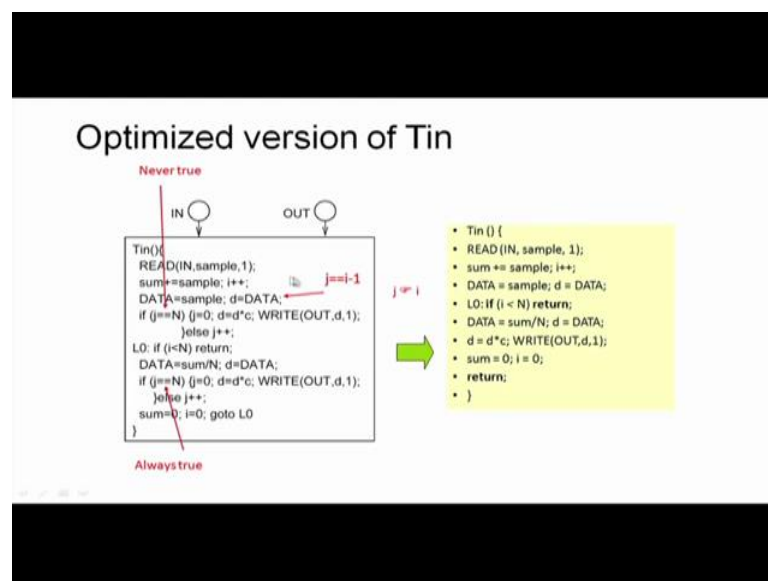 Optimized version of Tin
Never true
IN
OUT
Tin(){
READ(IN,sample,1);
sum+=sample; i++;
DATA=sample; d=DATA;
if (j==N) {j=0; d=d*c; WRITE(OUT,d,1);
}else j++;
L0: if (i<N) return;
DATA=sum/N; d=DATA;
if (j==N) {j=0; d=d*c; WRITE(OUT,d,1);
}else j++;
sum=0; i=0; goto L0
}
Always true
j==i-1
j ☞ i
• Tin () {
• READ(IN, sample, 1);
• sum += sample; i++;
• DATA = sample; d = DATA;
• L0: if (i < N) return;
• DATA = sum/N; d = DATA;
• d = d*c; WRITE(OUT,d,1);
• sum = 0; i = 0;
• return;
• }